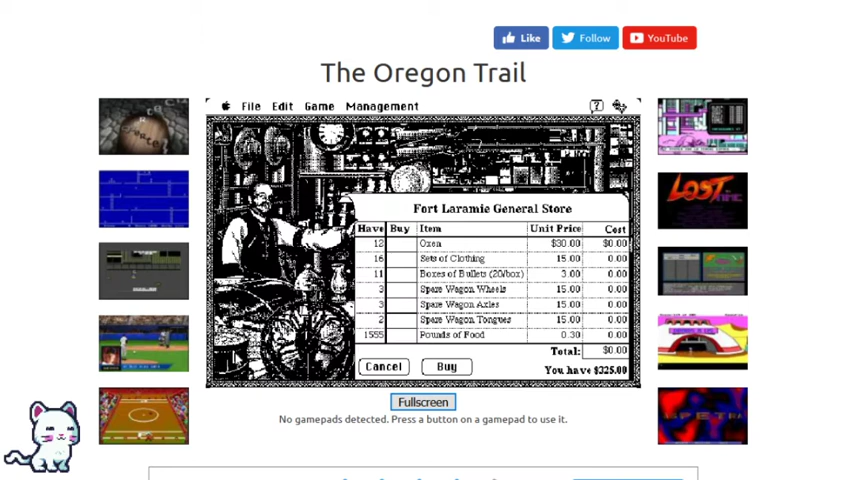 Like
Follow
YouTube
The Oregon Trail
File Edit Game Management
?
Fort Laramie General Store
Have Buy Item Unit Price Cost
12 Oxen $30.00 $0.00
16 Sets of Clothing 15.00 0.00
11 Boxes of Bullets (20/box) 3.00 0.00
3 Spare Wagon Wheels 15.00 0.00
3 Spare Wagon Axles 15.00 0.00
2 Spare Wagon Tongues 15.00 0.00
1555 Pounds of Food 0.30 0.00
Total: $0.00
Cancel Buy You have $325.00
LOST
Fullscreen
No gamepads detected. Press a button on a gamepad to use it.